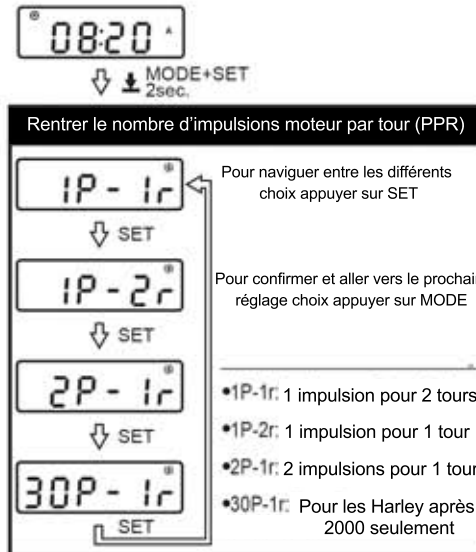 08:20 A
MODE+SET
2sec.
Rentrer le nombre d'impulsions moteur par tour (PPR)
1P - 1r
Pour naviguer entre les différents
choix appuyer sur SET
SET
1P - 2r
Pour confirmer et aller vers le prochain
réglage choix appuyer sur MODE
SET
2P - 1r
•1P-1r: 1 impulsion pour 2 tours
SET
•1P-2r: 1 impulsion pour 1 tour
•2P-1r: 2 impulsions pour 1 tour
30P - 1r
•30P-1r: Pour les Harley après
2000 seulement
SET